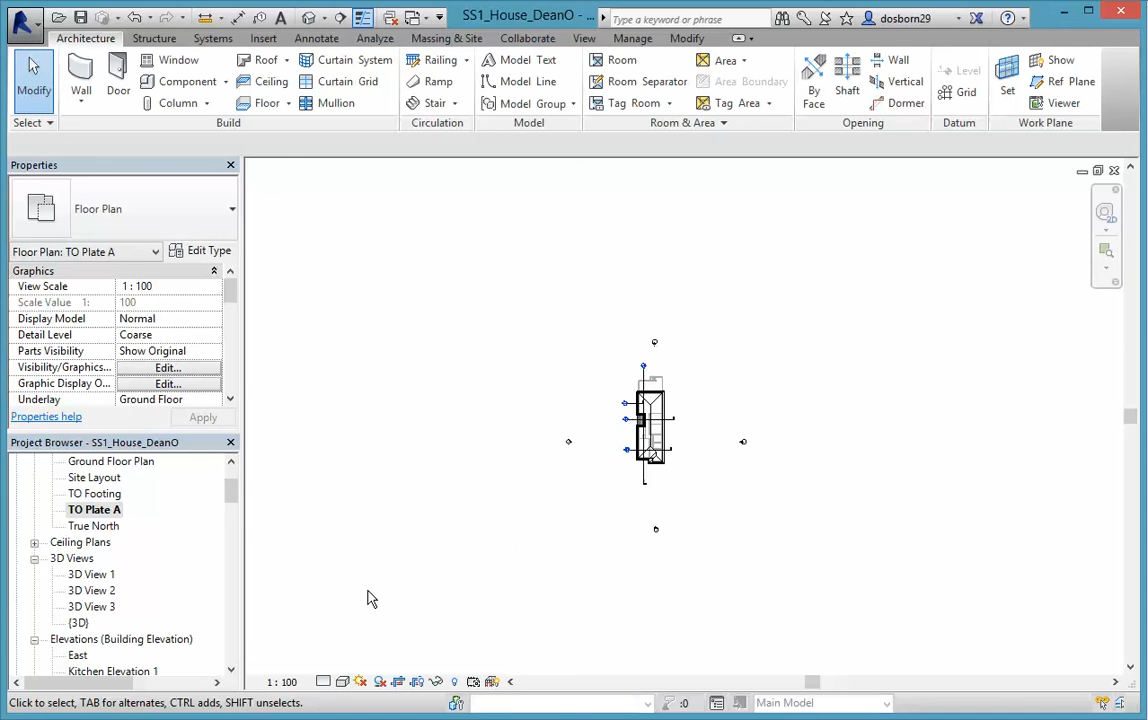 SS1_House_DeanO - ...
Type a keyword or phrase
dosborn29
Architecture Structure Systems Insert Annotate Analyze Massing & Site Collaborate View Manage Modify
Modify
Wall
Door
Window
Component
Column
Roof
Ceiling
Floor
Curtain System
Curtain Grid
Mullion
Railing
Ramp
Stair
Model Text
Model Line
Model Group
Room
Room Separator
Tag Room
Area
Area Boundary
Tag Area
By Face
Shaft
Wall
Vertical
Dormer
Level
Grid
Set
Show
Ref Plane
Viewer
Select Build Circulation Model Room & Area Opening Datum Work Plane
Properties
Floor Plan
Floor Plan: TO Plate A Edit Type
Graphics
View Scale 1 : 100
Scale Value 1: 100
Display Model Normal
Detail Level Coarse
Parts Visibility Show Original
Visibility/Graphics... Edit...
Graphic Display O... Edit...
Underlay Ground Floor
Properties help Apply
Project Browser - SS1_House_DeanO
Ground Floor Plan
Site Layout
TO Footing
TO Plate A
True North
Ceiling Plans
3D Views
3D View 1
3D View 2
3D View 3
{3D}
Elevations (Building Elevation)
East
Kitchen Elevation 1
1 : 100
Click to select, TAB for alternates, CTRL adds, SHIFT unselects.
:0
Main Model